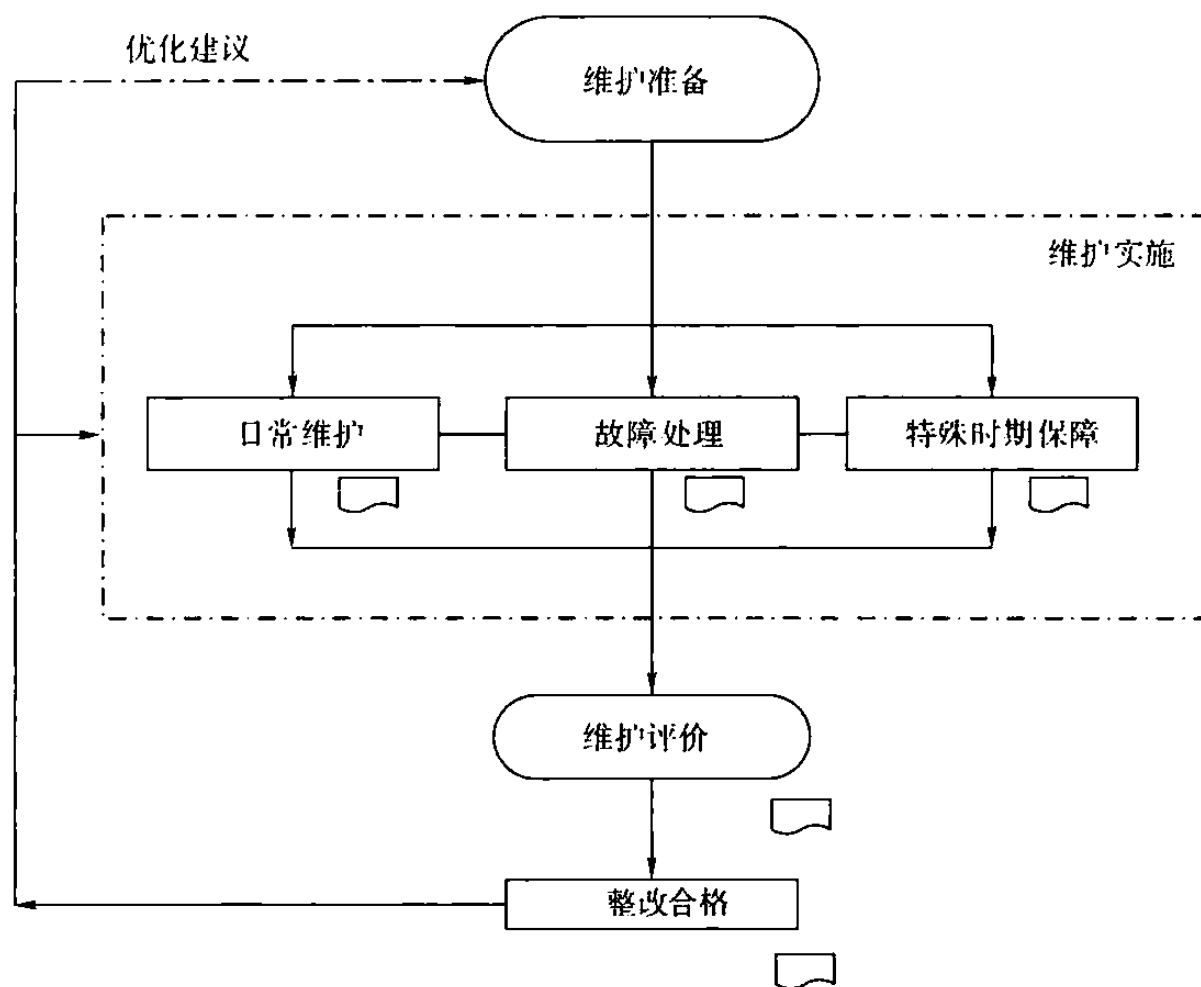 优化建议
维护准备
维护实施
日常维护
故障处理
特殊时期保障
维护评价
整改合格